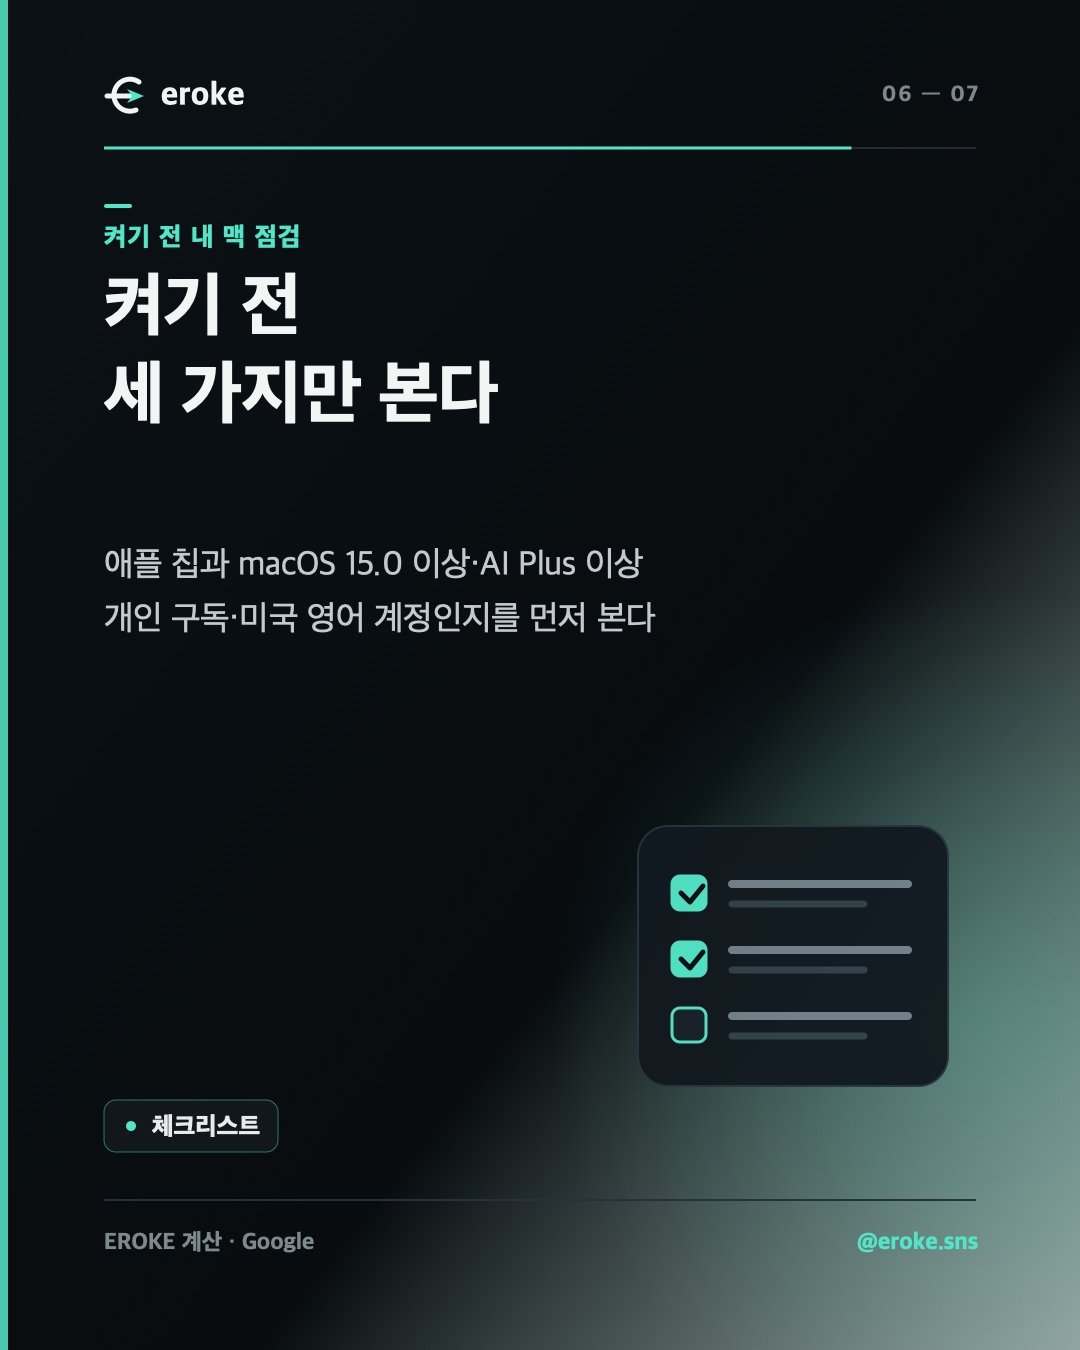 eroke
06 — 07
켜기 전 내 맥 점검
켜기 전
세 가지만 본다
애플 칩과 macOS 15.0 이상·AI Plus 이상
개인 구독·미국 영어 계정인지를 먼저 본다
체크리스트
EROKE 계산 · Google
@eroke.sns